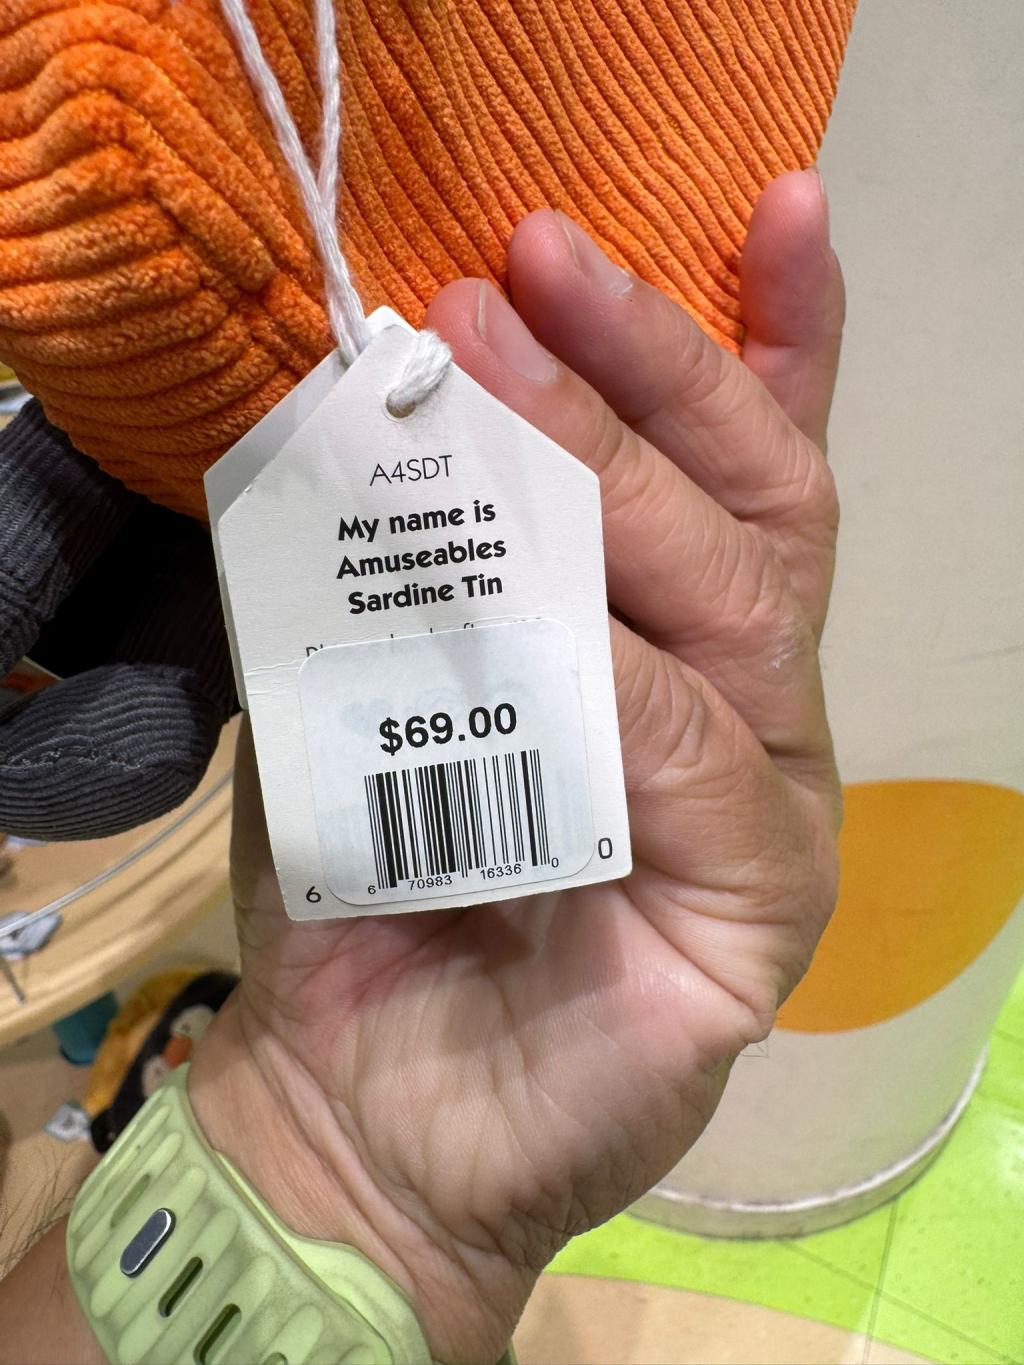 A4SDT
My name is
Amuseables
Sardine Tin
$69.00
6 70983 16336 0
6 0